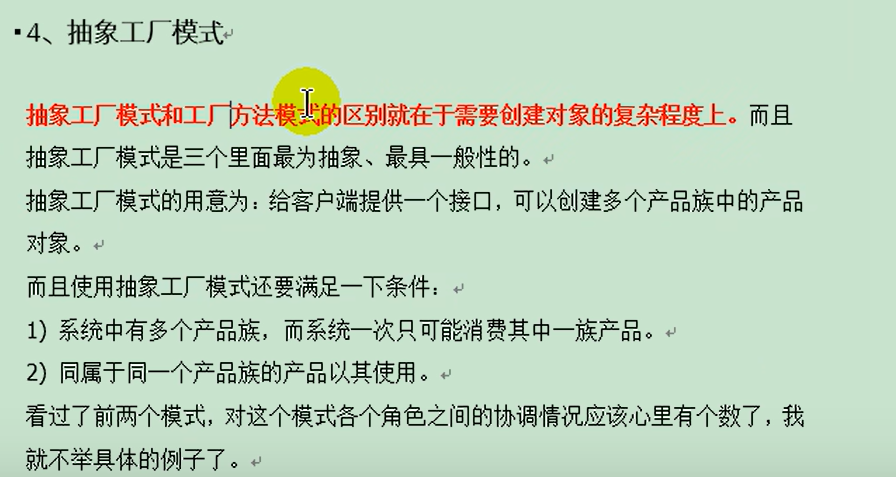 4、抽象工厂模式
抽象工厂模式和工厂方法模式的区别就在于需要创建对象的复杂程度上。而且
抽象工厂模式是三个里面最为抽象、最具一般性的。
抽象工厂模式的用意为：给客户端提供一个接口，可以创建多个产品族中的产品
对象。
而且使用抽象工厂模式还要满足一下条件：
1) 系统中有多个产品族，而系统一次只可能消费其中一族产品。
2) 同属于同一个产品族的产品以其使用。
看过了前两个模式，对这个模式各个角色之间的协调情况应该心里有个数了，我
就不举具体的例子了。